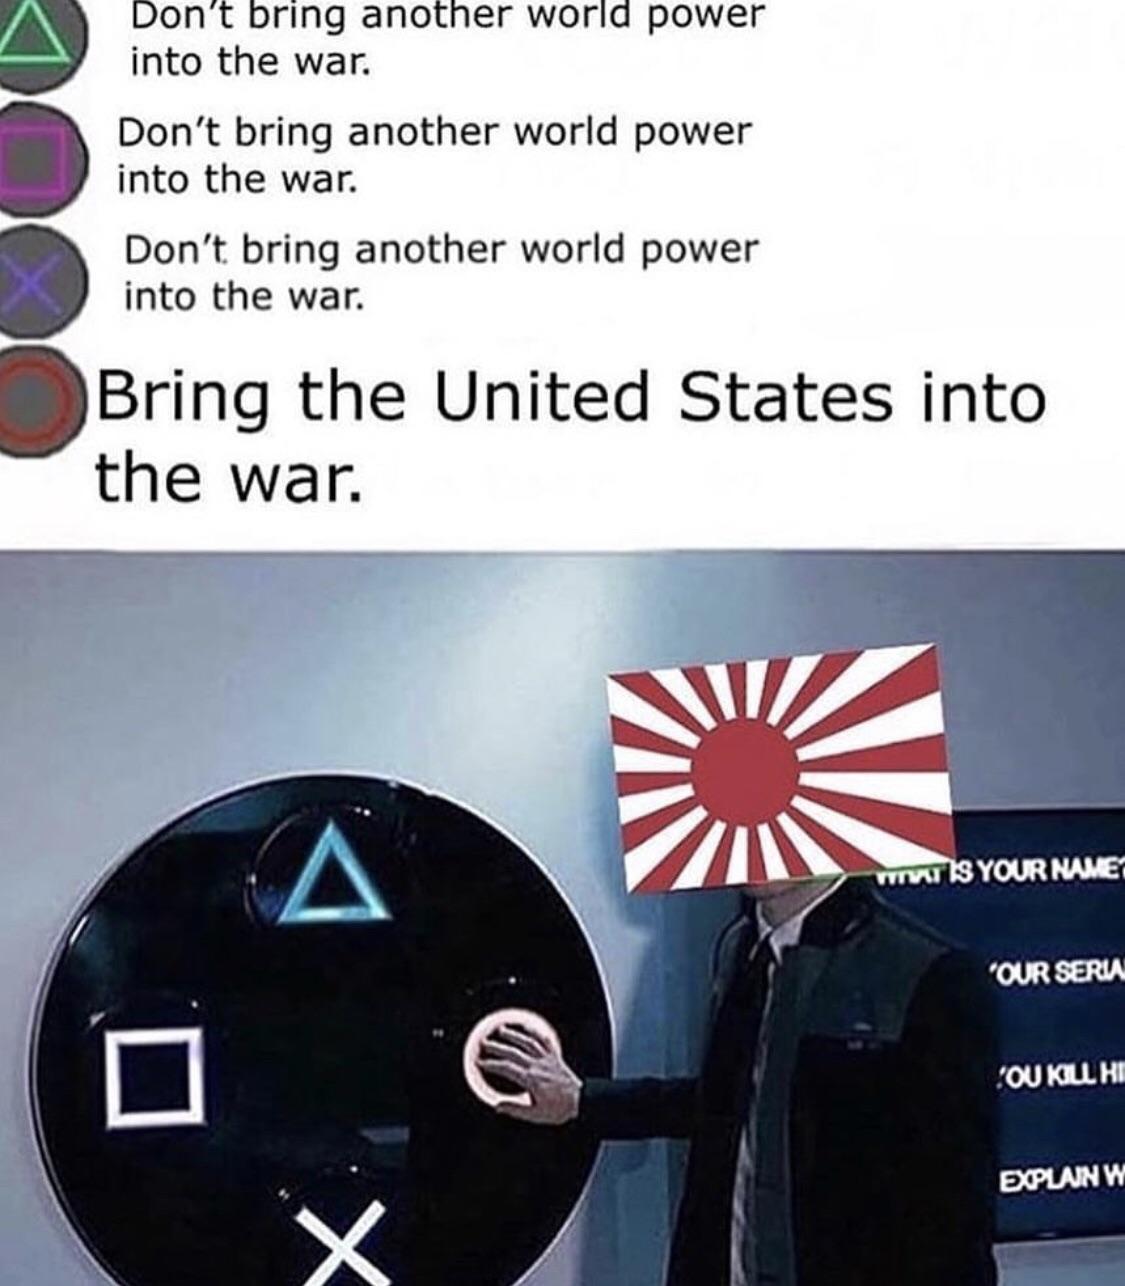 Don't bring another world power
into the war.
Don't bring another world power
into the war.
Don't bring another world power
into the war.
Bring the United States into
the war.
WHAT IS YOUR NAME?
'OUR SERIA
'OU KILL HI
EXPLAIN W